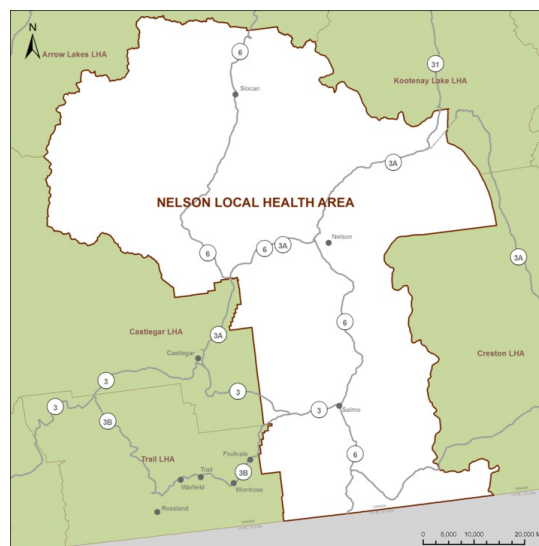 N
Arrow Lakes LHA
6
31
Kootenay Lake LHA
Slocan
3A
NELSON LOCAL HEALTH AREA
Nelson
6
6
3A
3A
Castlegar LHA
3A
6
Creston LHA
Castlegar
3
3
3
3
Salmo
3B
Trail LHA
Fruitvale
6
Trail
3B
Warfield
Montrose
Rossland
0
5,000
10,000
20,000 M